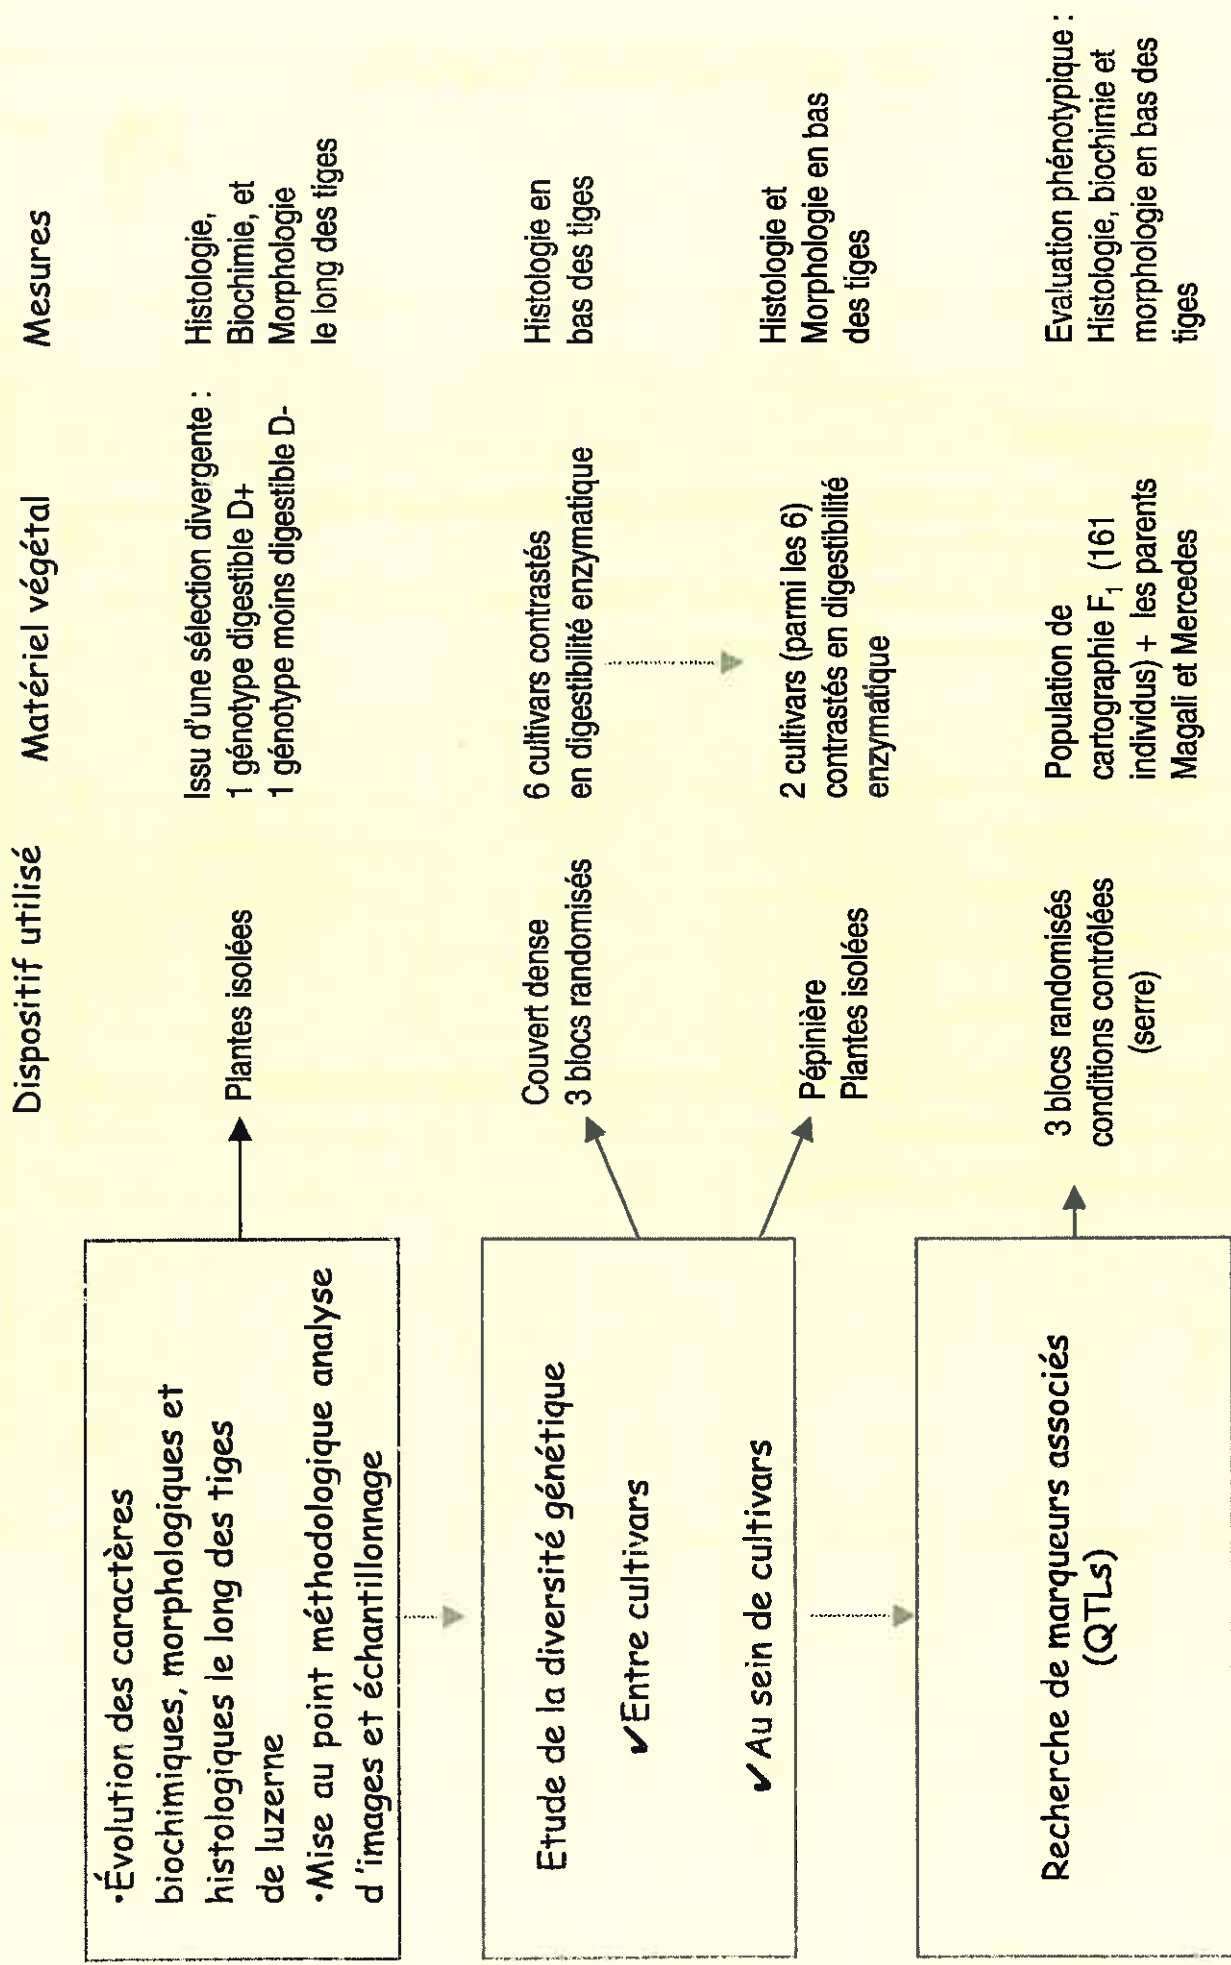 Dispositif utilisé
Matériel végétal
Mesures
•Évolution des caractères
biochimiques, morphologiques et
histologiques le long des tiges
de luzerne
•Mise au point méthodologique analyse
d'images et échantillonnage
Plantes isolées
Issu d'une sélection divergente :
1 génotype digestible D+
1 génotype moins digestible D-
Histologie,
Biochimie, et
Morphologie
le long des tiges
Etude de la diversité génétique
✔Entre cultivars
✔Au sein de cultivars
Couvert dense
3 blocs randomisés
6 cultivars contrastés
en digestibilité enzymatique
Histologie en
bas des tiges
Pépinière
Plantes isolées
2 cultivars (parmi les 6)
contrastés en digestibilité
enzymatique
Histologie et
Morphologie en bas
des tiges
Recherche de marqueurs associés
(QTLs)
3 blocs randomisés
conditions contrôlées
(serre)
Population de
cartographie F₁ (161
individus) + les parents
Magali et Mercedes
Evaluation phénotypique :
Histologie, biochimie et
morphologie en bas des
tiges